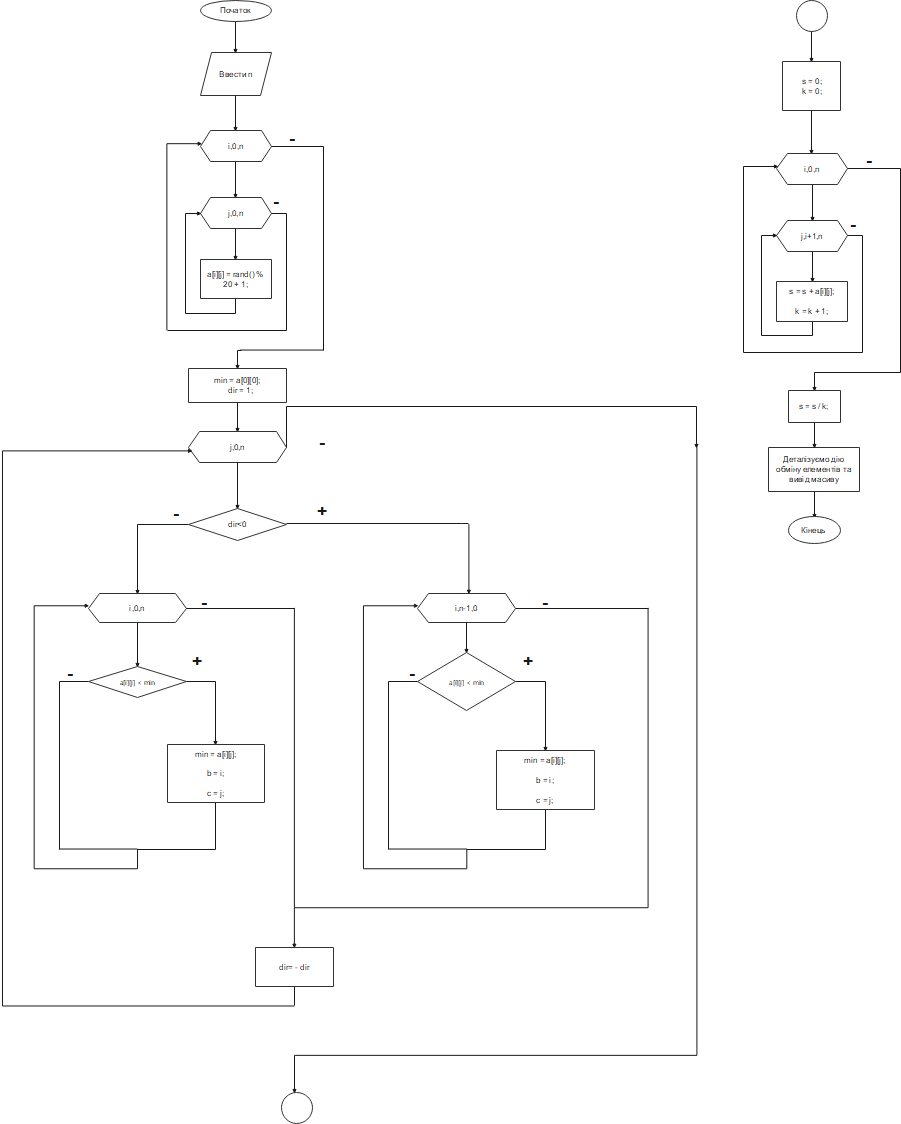 Початок
Ввести n
i,0,n
-
j,0,n
-
a[i][j] = rand() %
20 + 1;
min = a[0][0];
dir = 1;
j,0,n
-
dir<0
-
+
i,0,n
-
a[i][j] < min
-
+
min = a[i][j];
b = i;
c = j;
i,n-1,0
-
a[i][j] < min
-
+
min = a[i][j];
b = i;
c = j;
dir= - dir
s = 0;
k = 0;
i,0,n
-
j,i+1,n
-
s = s + a[i][j];
k = k + 1;
s = s / k;
Деталізуємо дію
обміну елементів та
вивід масиву
Кінець